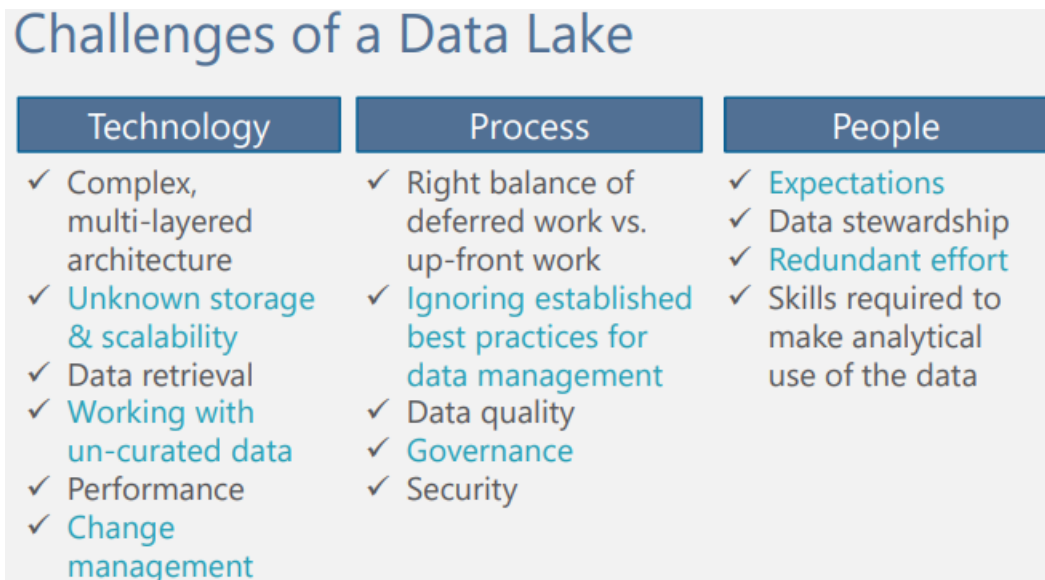 Challenges of a Data Lake
Technology
✓ Complex,
multi-layered
architecture
✓ Unknown storage
& scalability
✓ Data retrieval
✓ Working with
un-curated data
✓ Performance
✓ Change
management
Process
✓ Right balance of
deferred work vs.
up-front work
✓ Ignoring established
best practices for
data management
✓ Data quality
✓ Governance
✓ Security
People
✓ Expectations
✓ Data stewardship
✓ Redundant effort
✓ Skills required to
make analytical
use of the data